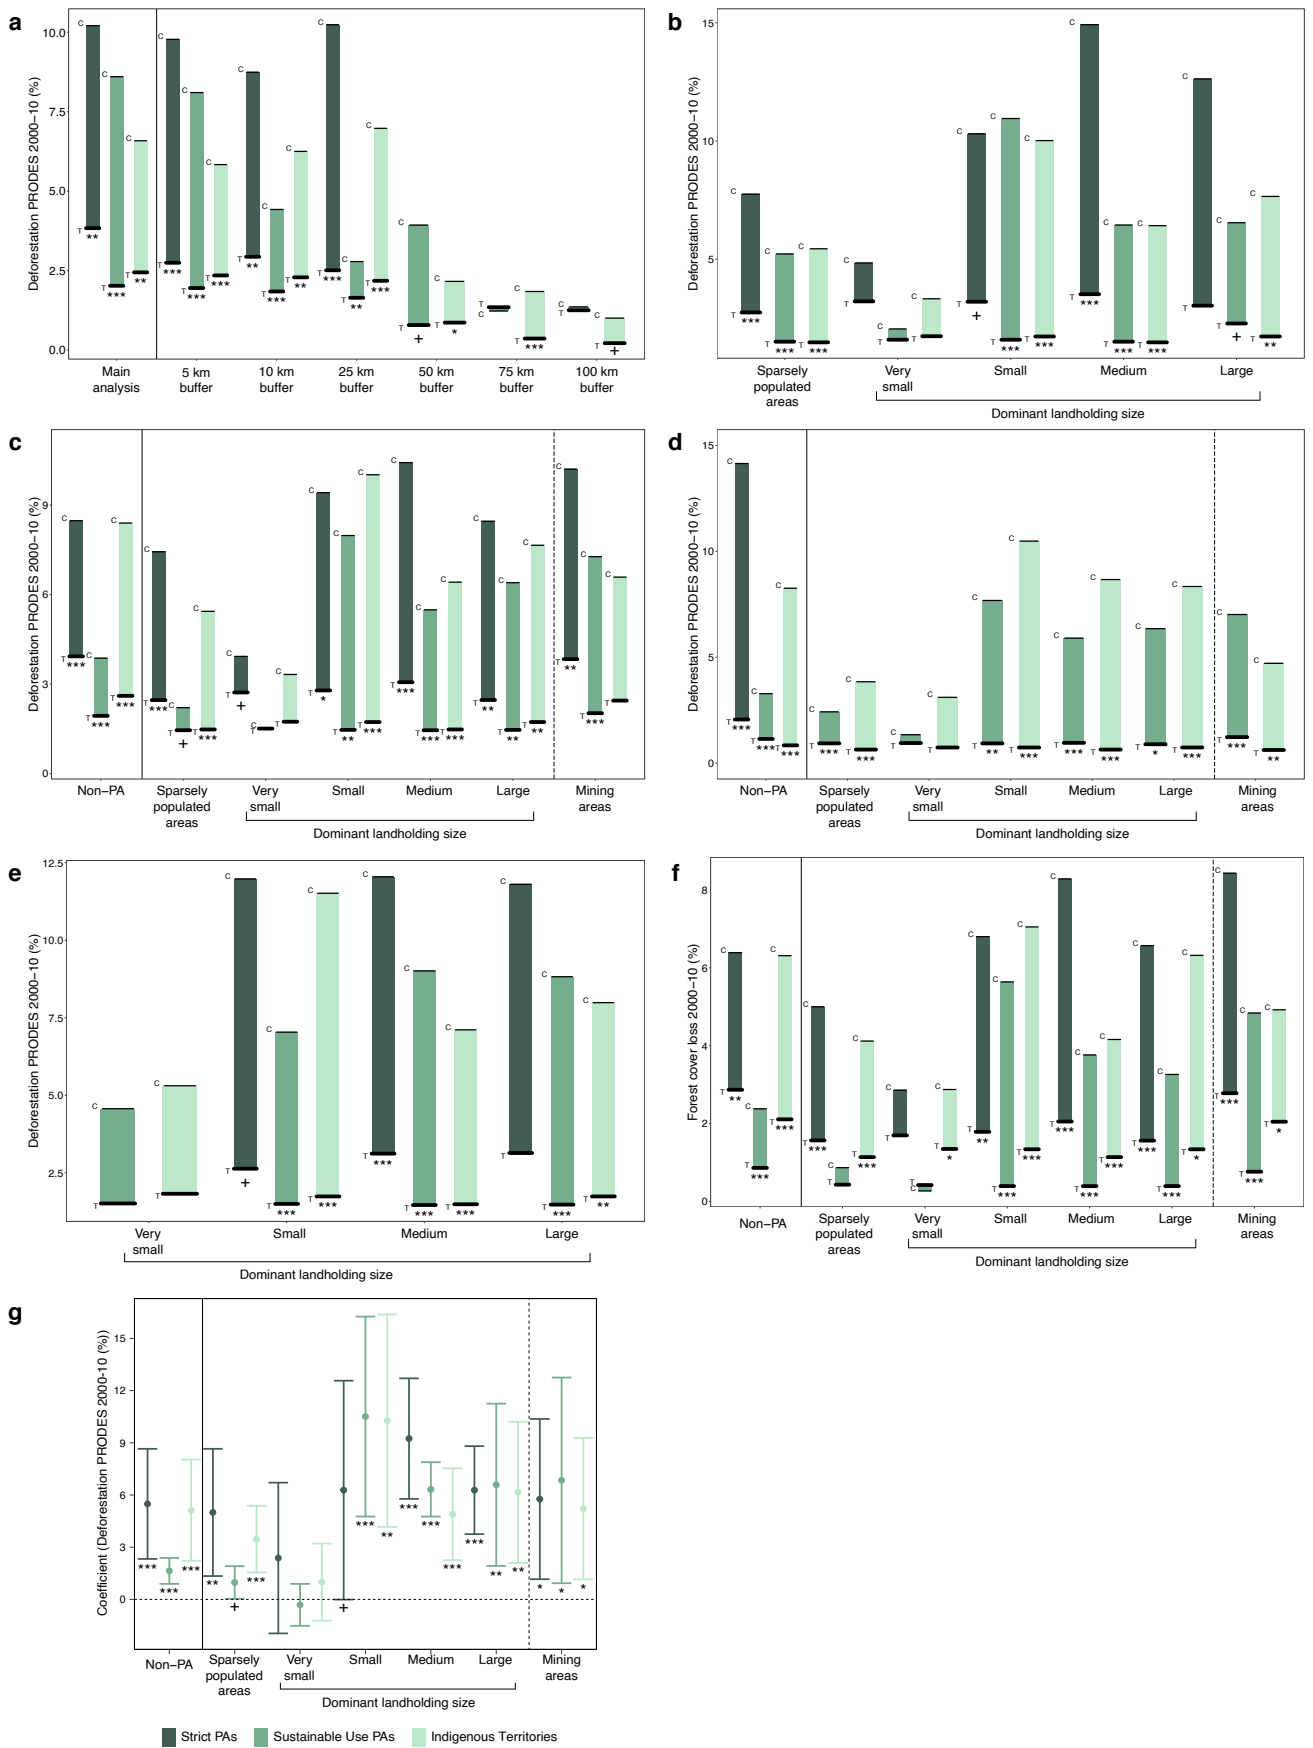 a
Deforestation PRODES 2000–10 (%)
10.0
7.5
5.0
2.5
0.0
C C C C C C C C C C C C C C C C C
T T T T T T T T T T T T T T T T T
** *** ** *** *** *** ** *** ** *** ** *** + * *** +
Main analysis
5 km buffer
10 km buffer
25 km buffer
50 km buffer
75 km buffer
100 km buffer
b
Deforestation PRODES 2000–10 (%)
15
10
5
C C C C C C C C C C C C C C C
T T T T T T T T T T T T T T T
*** *** *** + *** *** *** *** *** + **
Sparsely populated areas
Very small
Small
Medium
Large
Dominant landholding size
c
Deforestation PRODES 2000–10 (%)
9
6
3
0
C C C C C C C C C C C C C C C C C C C C C
T T T T T T T T T T T T T T T T T T T T T
*** *** *** *** + *** + * ** *** *** *** *** ** ** ** ** ***
Non–PA
Sparsely populated areas
Very small
Small
Medium
Large
Mining areas
Dominant landholding size
d
Deforestation PRODES 2000–10 (%)
15
10
5
0
C C C C C C C C C C C C C C C
T T T T T T T T T T T T T T T
*** *** *** *** *** ** *** *** *** * *** *** **
Non–PA
Sparsely populated areas
Very small
Small
Medium
Large
Mining areas
Dominant landholding size
e
Deforestation PRODES 2000–10 (%)
12.5
10.0
7.5
5.0
2.5
C C C C C C C C C C C
T T T T T T T T T T T
+ *** *** *** *** *** *** **
Very small
Small
Medium
Large
Dominant landholding size
f
Forest cover loss 2000–10 (%)
8
6
4
2
0
C C C C C C C C C C C C C C C C C C C C C
T T T T T T T T T T T T T T T T T T T T T
** *** *** *** *** * ** *** *** *** *** *** *** *** * *** *** *
Non–PA
Sparsely populated areas
Very small
Small
Medium
Large
Mining areas
Dominant landholding size
g
Coefficient (Deforestation PRODES 2000-10 (%))
15
12
9
6
3
0
*** *** *** ** + *** + *** ** *** *** *** *** ** ** * * *
Non–PA
Sparsely populated areas
Very small
Small
Medium
Large
Mining areas
Dominant landholding size
Strict PAs
Sustainable Use PAs
Indigenous Territories